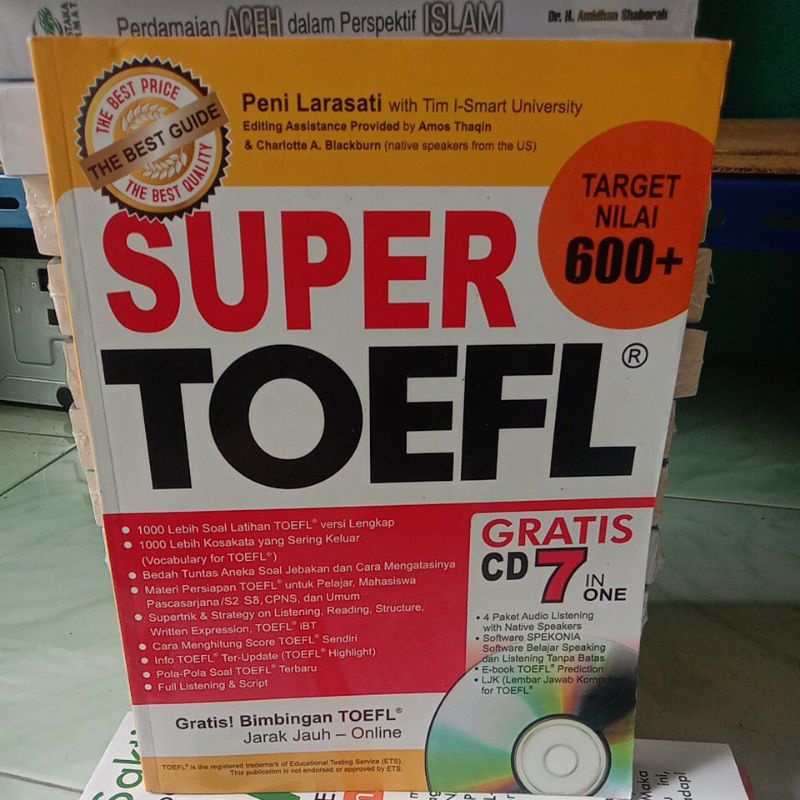 Perdamaian ACEH dalam Perspektif ISLAM
Dr. H. Amidhan Shaberah
THE BEST PRICE
THE BEST GUIDE
THE BEST QUALITY
Peni Larasati with Tim I-Smart University
Editing Assistance Provided by Amos Thaqin
& Charlotte A. Blackburn (native speakers from the US)
TARGET
NILAI
600+
SUPER
TOEFL®
• 1000 Lebih Soal Latihan TOEFL® versi Lengkap
• 1000 Lebih Kosakata yang Sering Keluar
(Vocabulary for TOEFL®)
• Bedah Tuntas Aneka Soal Jebakan dan Cara Mengatasinya
• Materi Persiapan TOEFL® untuk Pelajar, Mahasiswa
Pascasarjana/S2 S3, CPNS, dan Umum
• Supertrik & Strategy on Listening, Reading, Structure,
Written Expression, TOEFL® iBT
• Cara Menghitung Score TOEFL® Sendiri
• Info TOEFL® Ter-Update (TOEFL® Highlight)
• Pola-Pola Soal TOEFL® Terbaru
• Full Listening & Script
GRATIS
CD 7 IN
ONE
• 4 Paket Audio Listening
with Native Speakers
• Software SPEKONIA
Software Belajar Speaking
dan Listening Tanpa Batas
• E-book TOEFL® Prediction
• LJK (Lembar Jawab Komputer)
for TOEFL®
Gratis! Bimbingan TOEFL®
Jarak Jauh – Online
TOEFL® is the registered trademark of Educational Testing Service (ETS).
This publication is not endorsed or approved by ETS.
Maka
ini,